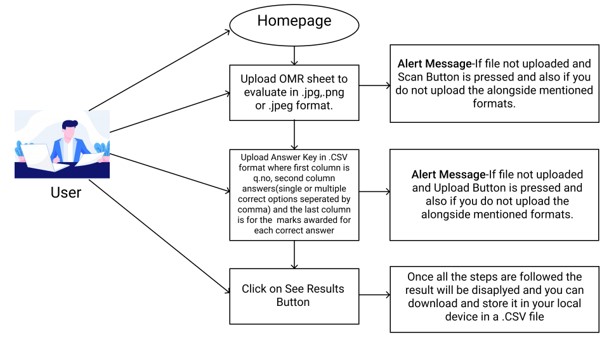 Homepage
Upload OMR sheet to
evaluate in .jpg,.png
or .jpeg format.
Alert Message-If file not uploaded and
Scan Button is pressed and also if you
do not upload the alongside mentioned
formats.
User
Upload Answer Key in .CSV
format where first column is
q.no, second column
answers(single or multiple
correct options seperated by
comma) and the last column
is for the marks awarded for
each correct answer
Alert Message-If file not uploaded
and Upload Button is pressed and
also if you do not upload the
alongside mentioned formats.
Click on See Results
Button
Once all the steps are followed the
result will be disaplyed and you can
download and store it in your local
device in a .CSV file